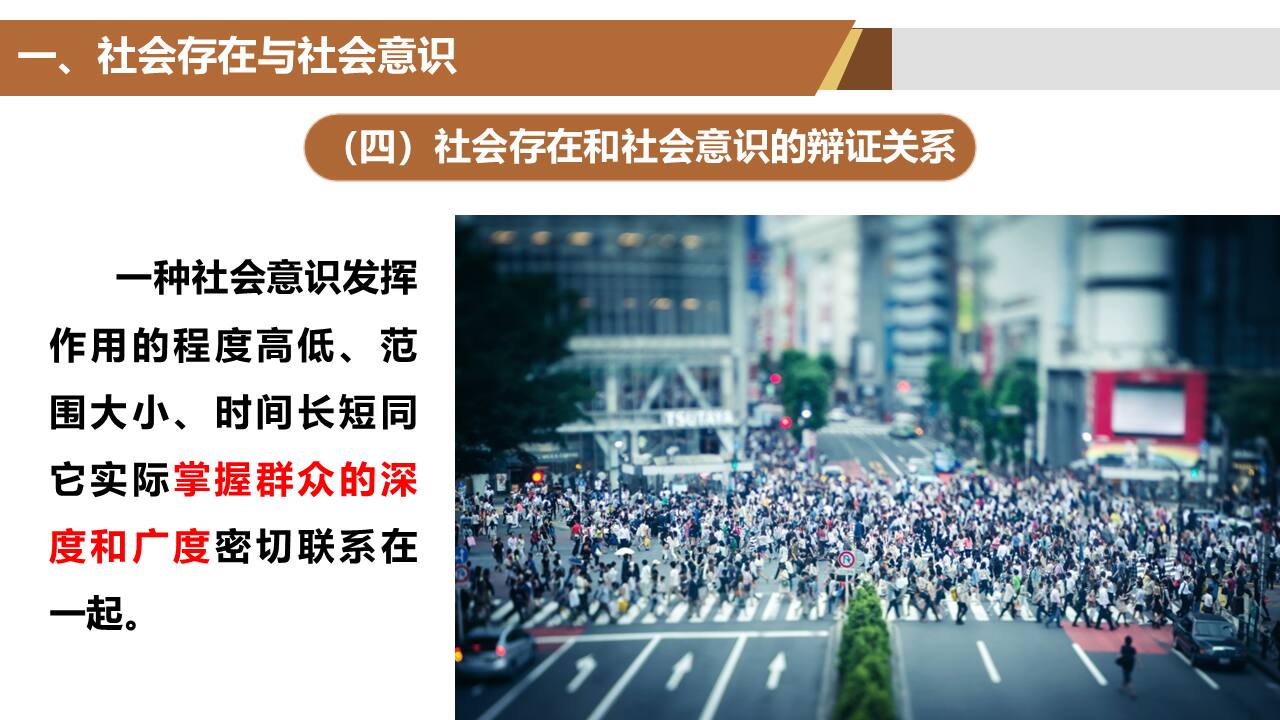 一、社会存在与社会意识
（四）社会存在和社会意识的辩证关系
一种社会意识发挥
作用的程度高低、范
围大小、时间长短同
它实际掌握群众的深
度和广度密切联系在
一起。
TSUTAYA